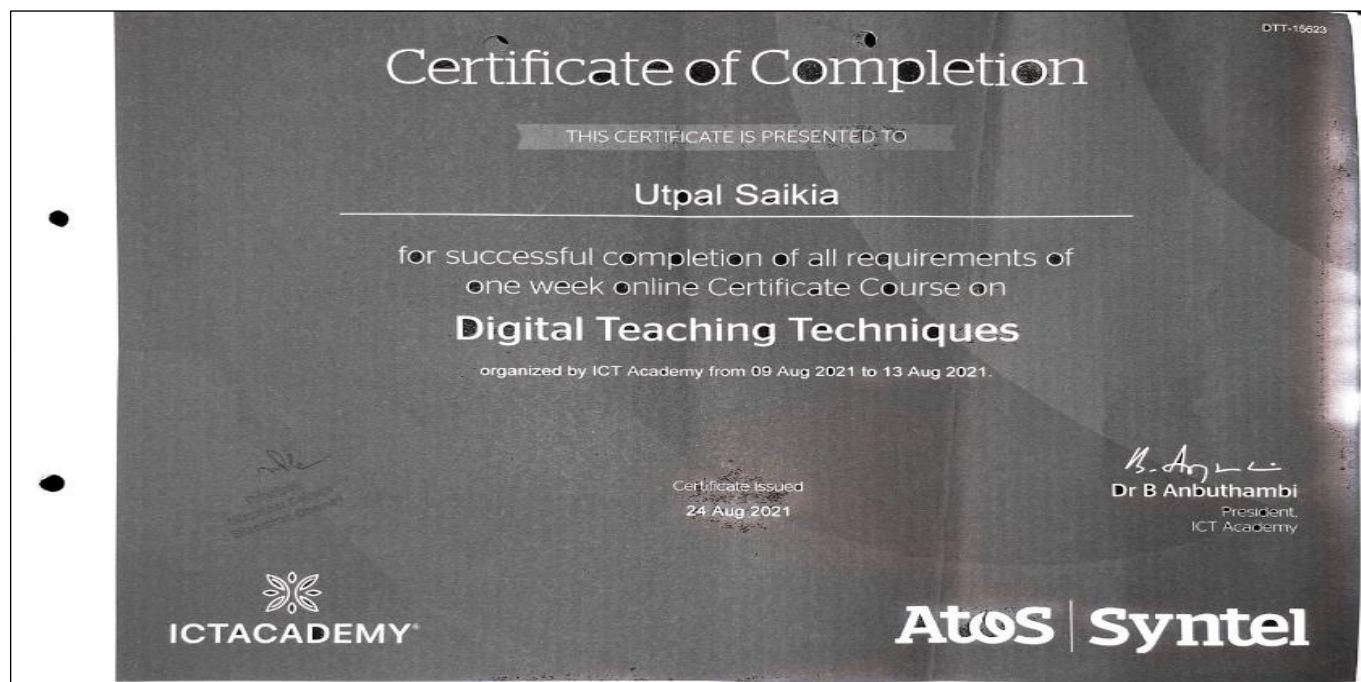 DTT-15623
Certificate of Completion
THIS CERTIFICATE IS PRESENTED TO
Utpal Saikia
for successful completion of all requirements of
one week online Certificate Course on
Digital Teaching Techniques
organized by ICT Academy from 09 Aug 2021 to 13 Aug 2021.
Certificate issued
24 Aug 2021
Dr B Anbuthambi
President,
ICT Academy
ICTACADEMY
Atos | Syntel